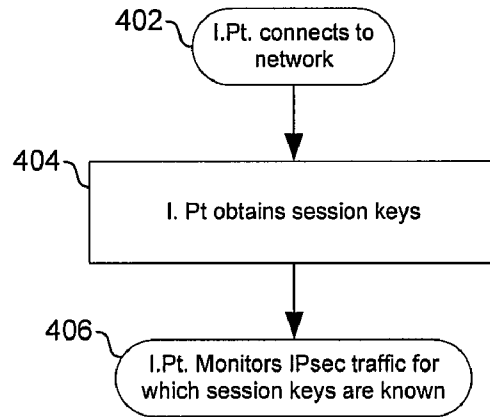 402
I.Pt. connects to
network
404
I. Pt obtains session keys
406
I.Pt. Monitors IPsec traffic for
which session keys are known